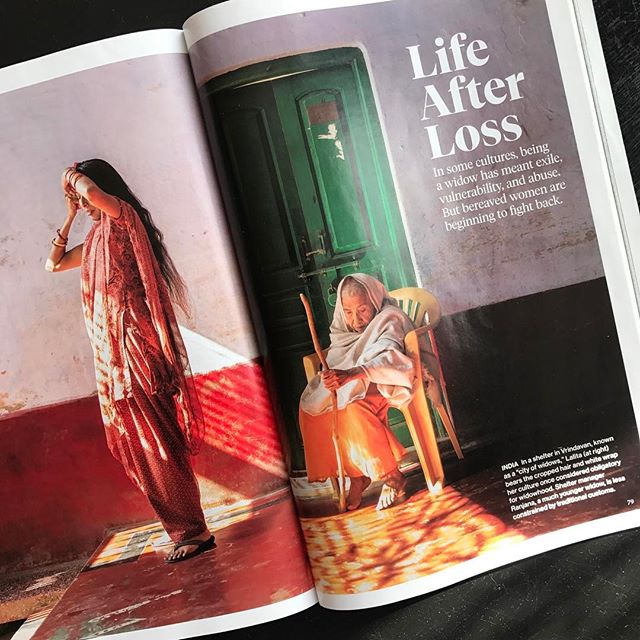 Life
After
Loss
In some cultures, being
a widow has meant exile,
vulnerability, and abuse.
But bereaved women are
beginning to fight back.
INDIA In a shelter in Vrindavan, known
as a "city of widows," Lalita (at right)
bears the cropped hair and white wrap
her culture once considered obligatory
for widowhood. Shelter manager
Ranjana, a much younger widow, is less
constrained by traditional customs.
79